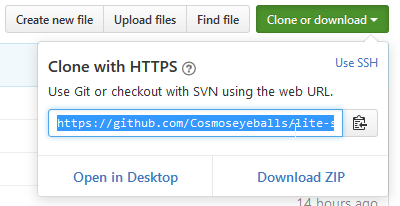 Create new file Upload files Find file Clone or download
Clone with HTTPS ?
Use SSH
Use Git or checkout with SVN using the web URL.
https://github.com/Cosmoseyeballs/lite-s
Open in Desktop Download ZIP
14 hours ago